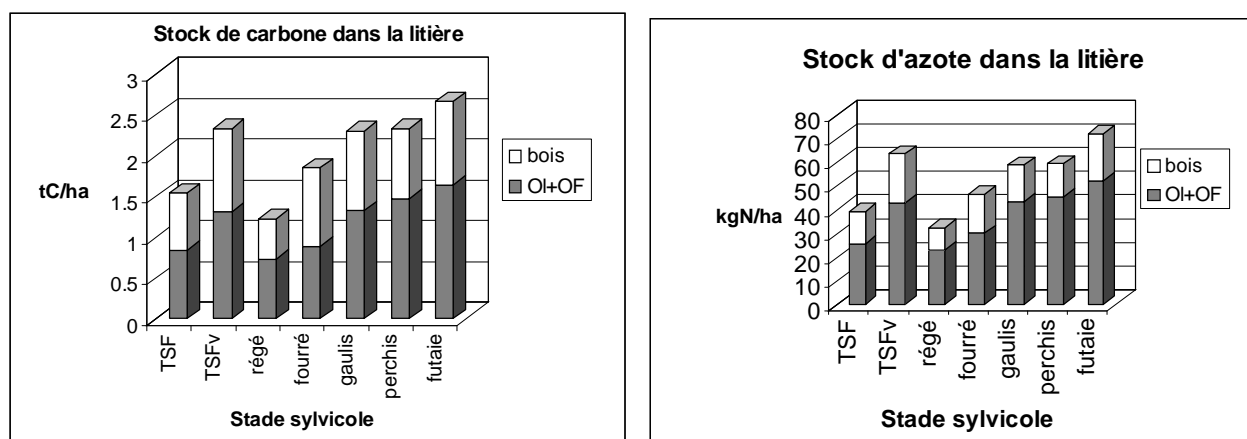 Stock de carbone dans la litière
3
2.5
2
1.5
1
0.5
0
tC/ha
bois
Ol+OF
TSF
TSFv
régé
fourré
gaulis
perchis
futaie
Stade sylvicole
Stock d'azote dans la litière
80
70
60
50
40
30
20
10
0
kgN/ha
bois
Ol+OF
TSF
TSFv
régé
fourré
gaulis
perchis
futaie
Stade sylvicole